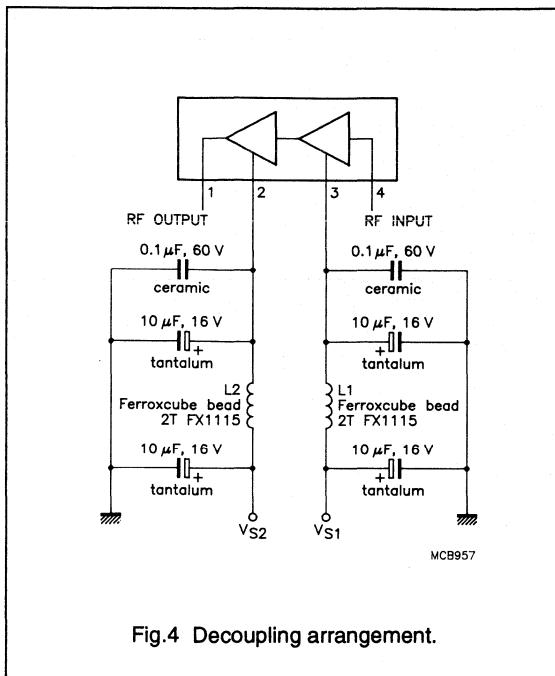 1 2 3 4
RF OUTPUT RF INPUT
0.1 μF, 60 V 0.1 μF, 60 V
ceramic ceramic
10 μF, 16 V 10 μF, 16 V
+ +
tantalum tantalum
L2 L1
Ferroxcube bead Ferroxcube bead
2T FX1115 2T FX1115
10 μF, 16 V 10 μF, 16 V
+ +
tantalum tantalum
VS2 VS1
MCB957
Fig.4 Decoupling arrangement.